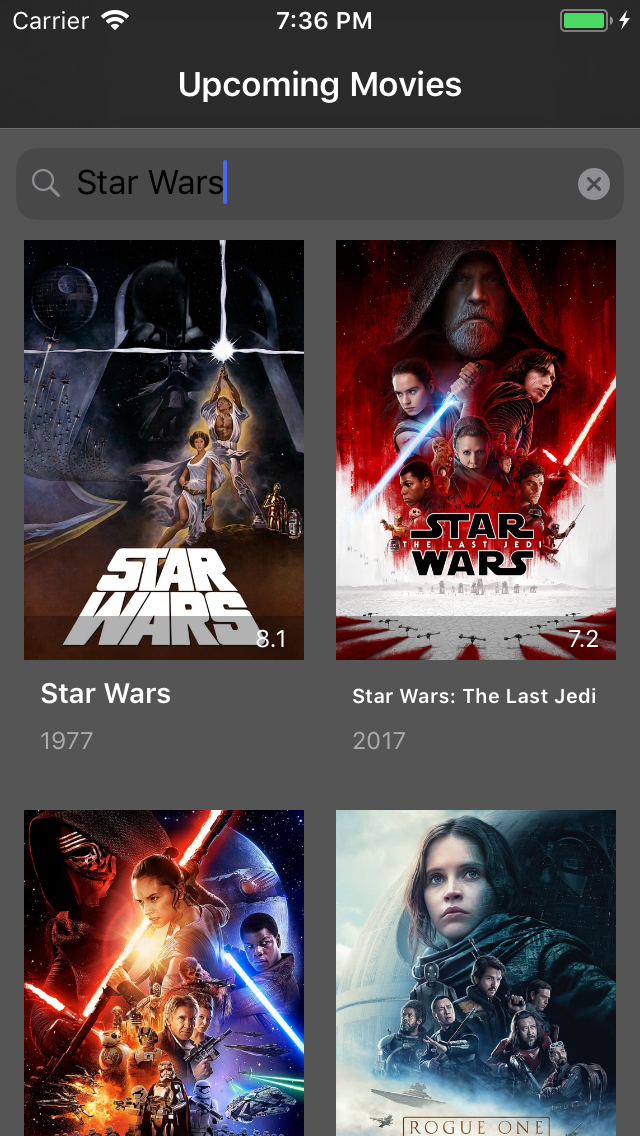 Carrier 7:36 PM
Upcoming Movies
Star Wars
STAR
WARS
8.1
STAR
THE LAST JEDI
WARS
7.2
Star Wars
Star Wars: The Last Jedi
1977
2017
ROGUE ONE